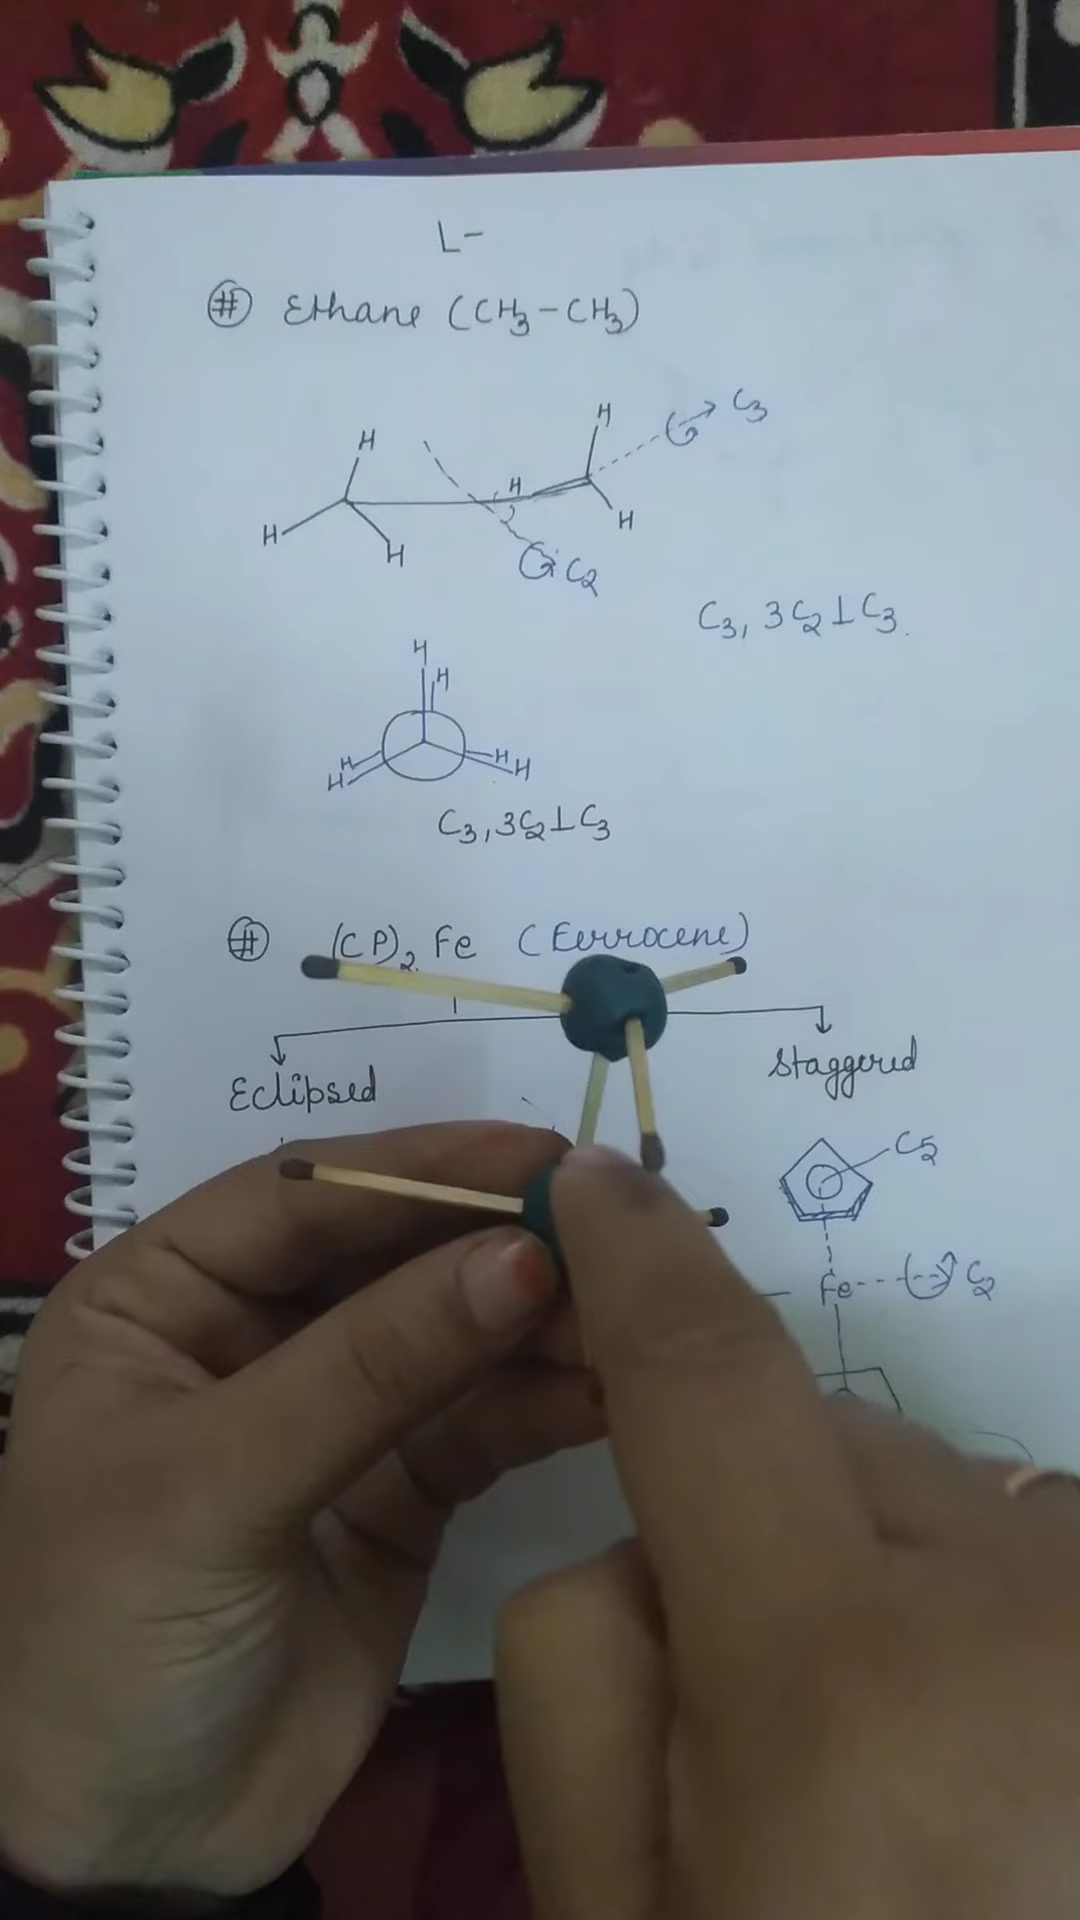 L-
# Ethane (CH3-CH3)
H
H
H
H
H
H
C3
C2
C3, 3C2⊥C3.
H
H
H
H
H
H
C3, 3C2⊥C3
# (CP)2 Fe (Ferrocene)
Eclipsed
Staggered
C5
Fe
C2